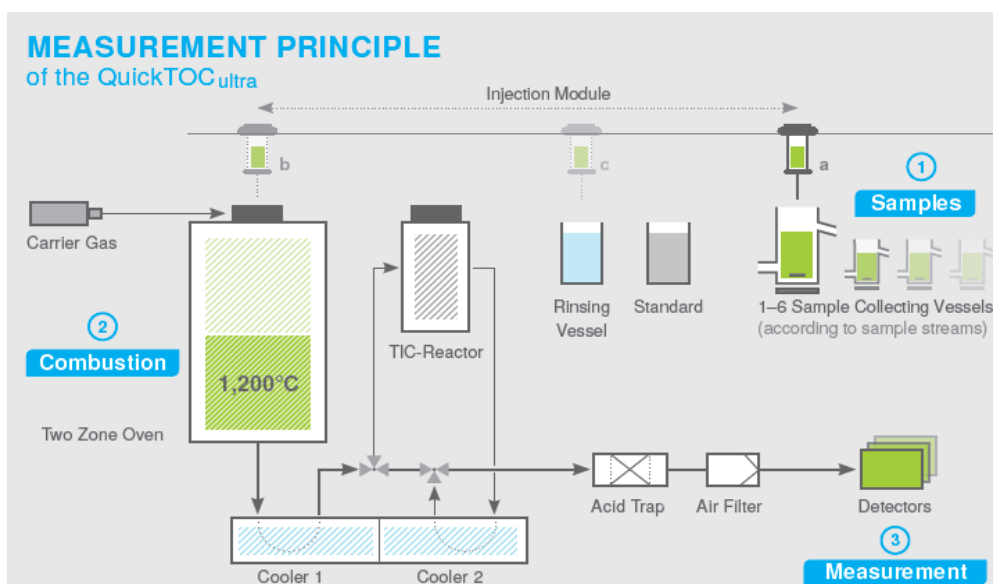 MEASUREMENT PRINCIPLE
of the QuickTOCultra
Injection Module
b
c
a
1
Samples
Carrier Gas
Rinsing
Vessel
Standard
1–6 Sample Collecting Vessels
(according to sample streams)
TIC-Reactor
2
Combustion
1,200°C
Two Zone Oven
Acid Trap
Air Filter
Detectors
3
Measurement
Cooler 1
Cooler 2